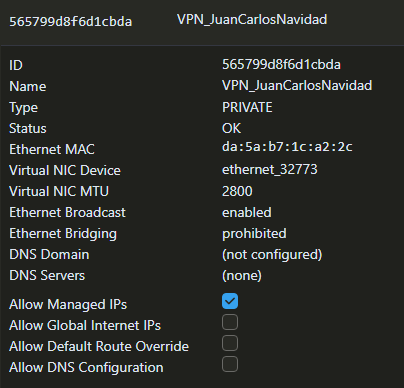 565799d8f6d1cbda VPN_JuanCarlosNavidad
ID 565799d8f6d1cbda
Name VPN_JuanCarlosNavidad
Type PRIVATE
Status OK
Ethernet MAC da:5a:b7:1c:a2:2c
Virtual NIC Device ethernet_32773
Virtual NIC MTU 2800
Ethernet Broadcast enabled
Ethernet Bridging prohibited
DNS Domain (not configured)
DNS Servers (none)
Allow Managed IPs
Allow Global Internet IPs
Allow Default Route Override
Allow DNS Configuration